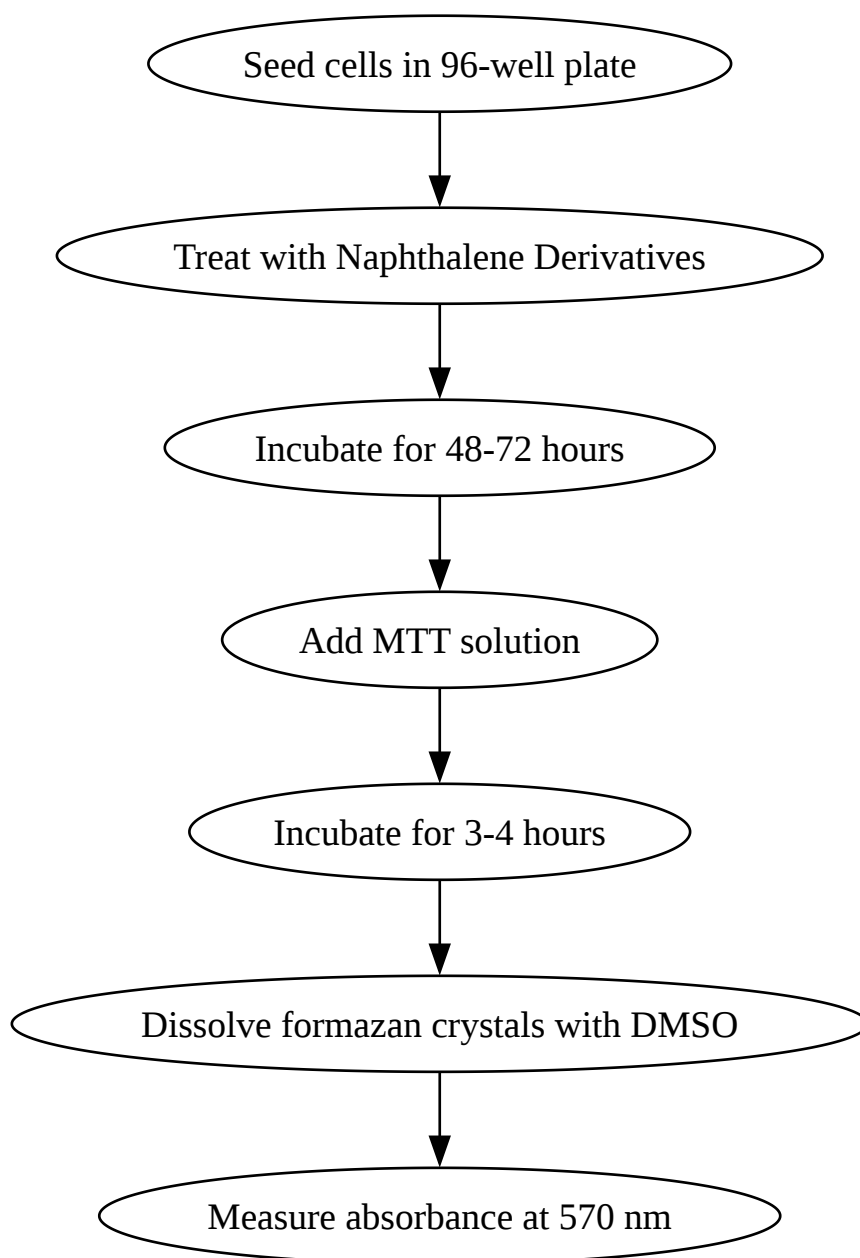 Seed cells in 96-well plate
Treat with Naphthalene Derivatives
Incubate for 48-72 hours
Add MTT solution
Incubate for 3-4 hours
Dissolve formazan crystals with DMSO
Measure absorbance at 570 nm